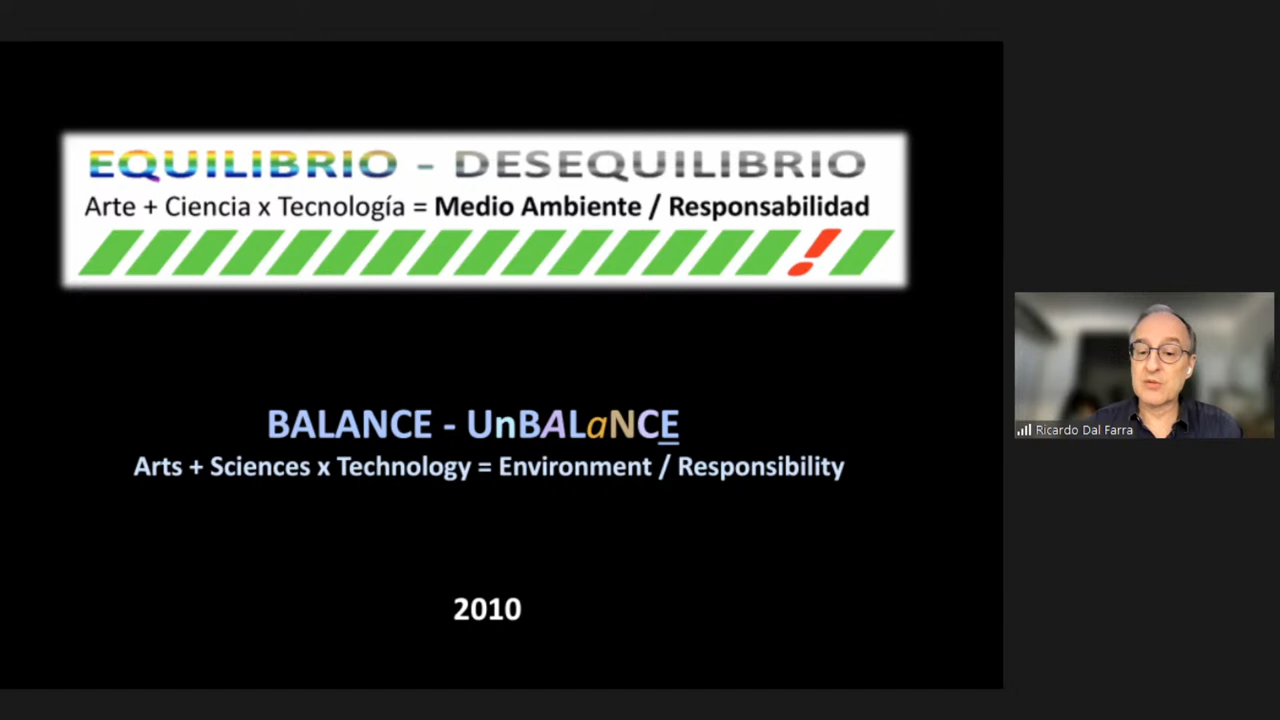 EQUILIBRIO - DESEQUILIBRIO
Arte + Ciencia x Tecnología = Medio Ambiente / Responsabilidad
BALANCE - UnBALaNCE
Arts + Sciences x Technology = Environment / Responsibility
2010
Ricardo Dal Farra